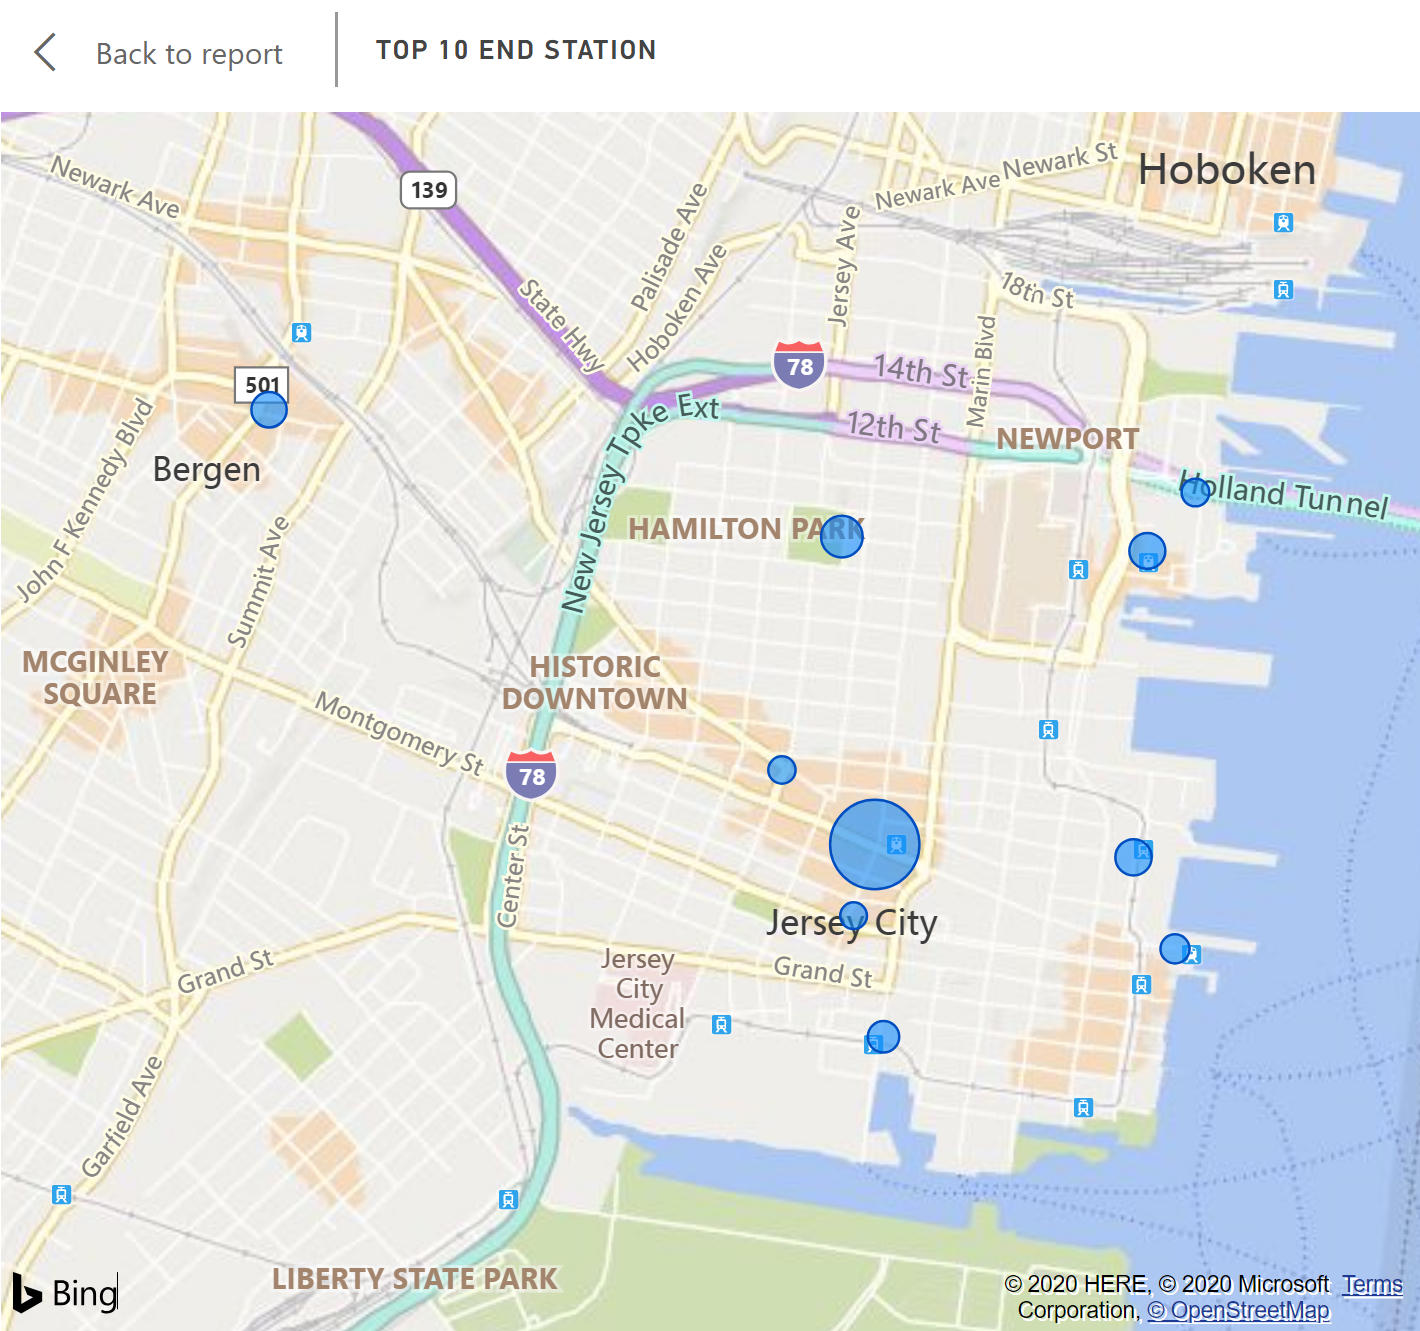 Back to report
TOP 10 END STATION
Hoboken
Newark St
Newark Ave
Newark Ave
139
Palisade Ave
Jersey Ave
Hoboken Ave
18th St
State Hwy
Marin Blvd
78
14th St
501
New Jersey Tpke Ext
12th St
NEWPORT
John F Kennedy Blvd
Bergen
Holland Tunnel
HAMILTON PARK
Summit Ave
MCGINLEY
SQUARE
HISTORIC
DOWNTOWN
Montgomery St
78
Center St
Jersey City
Grand St
Jersey
City
Medical
Center
Grand St
Garfield Ave
LIBERTY STATE PARK
Bing
© 2020 HERE, © 2020 Microsoft Terms
Corporation, © OpenStreetMap